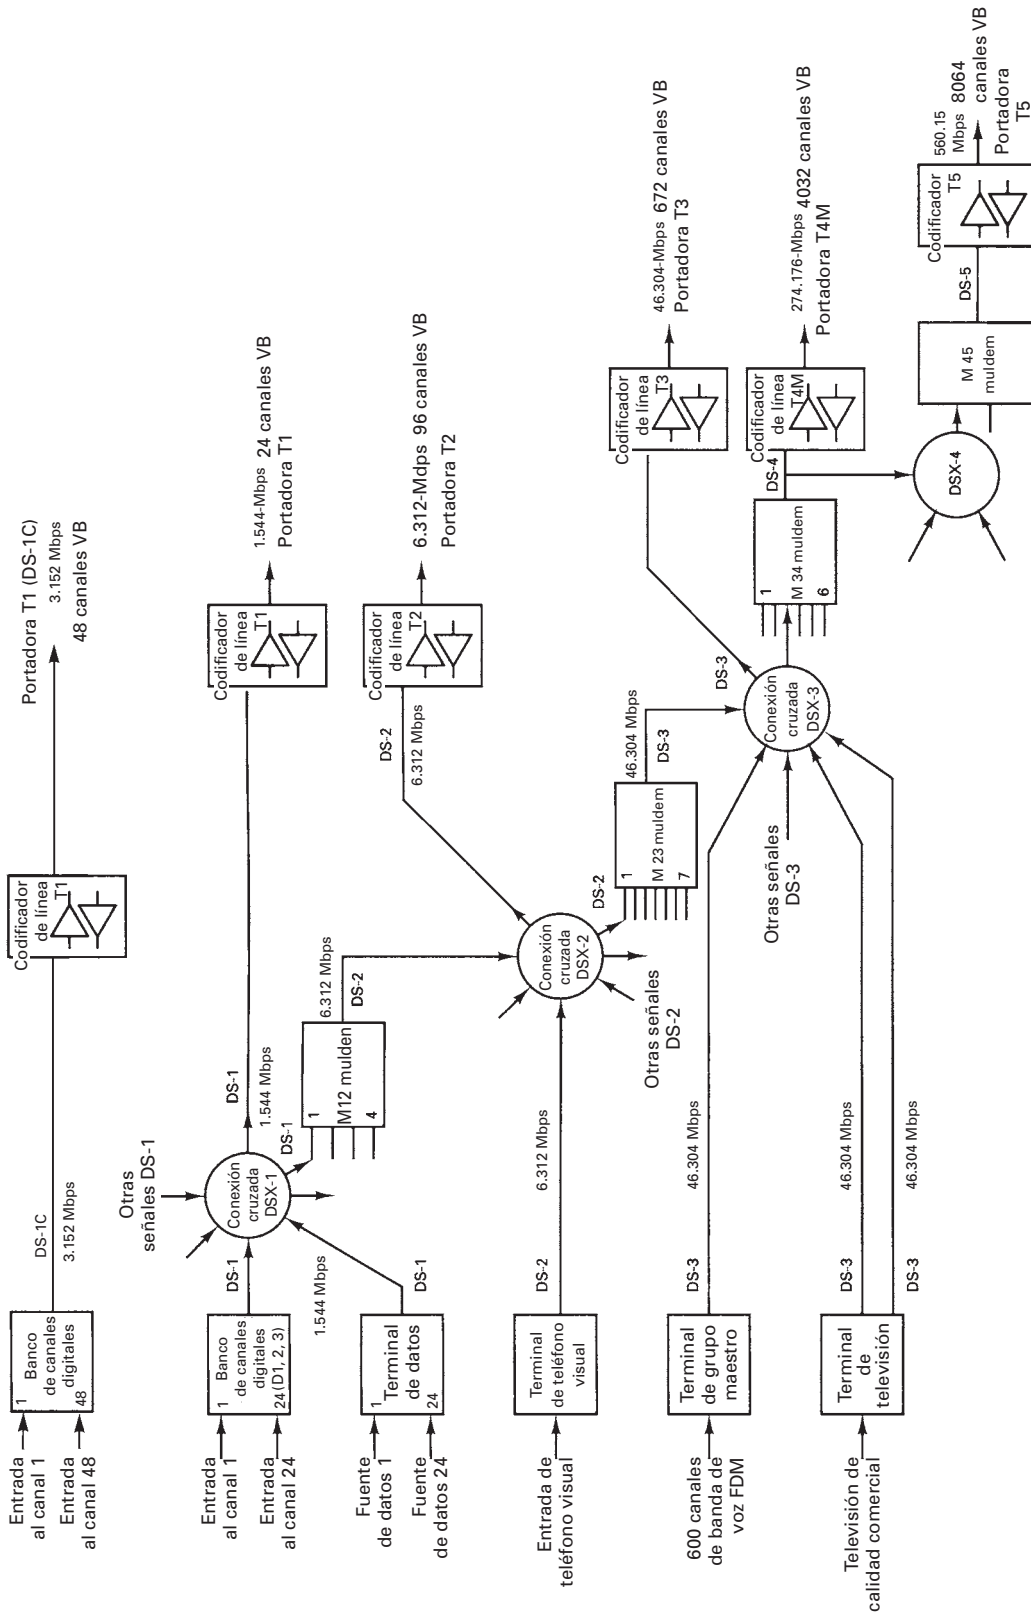 Entrada
al canal 1
Entrada
al canal 48
1
Banco
de canales
digitales
48
DS-1C
3.152 Mbps
Codificador
de línea
T1
Portadora T1 (DS-1C)
3.152 Mbps
48 canales VB
Entrada
al canal 1
Entrada
al canal 24
1
Banco
de canales
digitales
24 (D1, 2, 3)
DS-1
Otras
señales DS-1
Conexión
cruzada
DSX-1
DS-1
1.544 Mbps
Codificador
de línea
T1
1.544-Mbps 24 canales VB
Portadora T1
Fuente
de datos 1
Fuente
de datos 24
1
Terminal
de datos
24
1.544 Mbps
DS-1
DS-1
1
M12 mulden
4
6.312 Mbps
DS-2
DS-2
6.312 Mbps
Codificador
de línea
T2
6.312-Mdps 96 canales VB
Portadora T2
Entrada de
teléfono visual
Terminal
de teléfono
visual
DS-2
6.312 Mbps
Conexión
cruzada
DSX-2
Otras señales
DS-2
DS-2
1
M 23 muldem
7
46.304 Mbps
DS-3
DS-3
Codificador
de línea
T3
46.304-Mbps 672 canales VB
Portadora T3
600 canales
de banda de
voz FDM
Terminal
de grupo
maestro
DS-3
46.304 Mbps
Otras señales
DS-3
Conexión
cruzada
DSX-3
1
M 34 muldem
6
DS-4
Codificador
de línea
T4M
274.176-Mbps 4032 canales VB
Portadora T4M
Televisión de
calidad comercial
Terminal
de
televisión
DS-3
46.304 Mbps
DS-3
46.304 Mbps
DSX-4
M 45
muldem
DS-5
Codificador
T5
560.15
Mbps 8064
canales VB
Portadora
T5